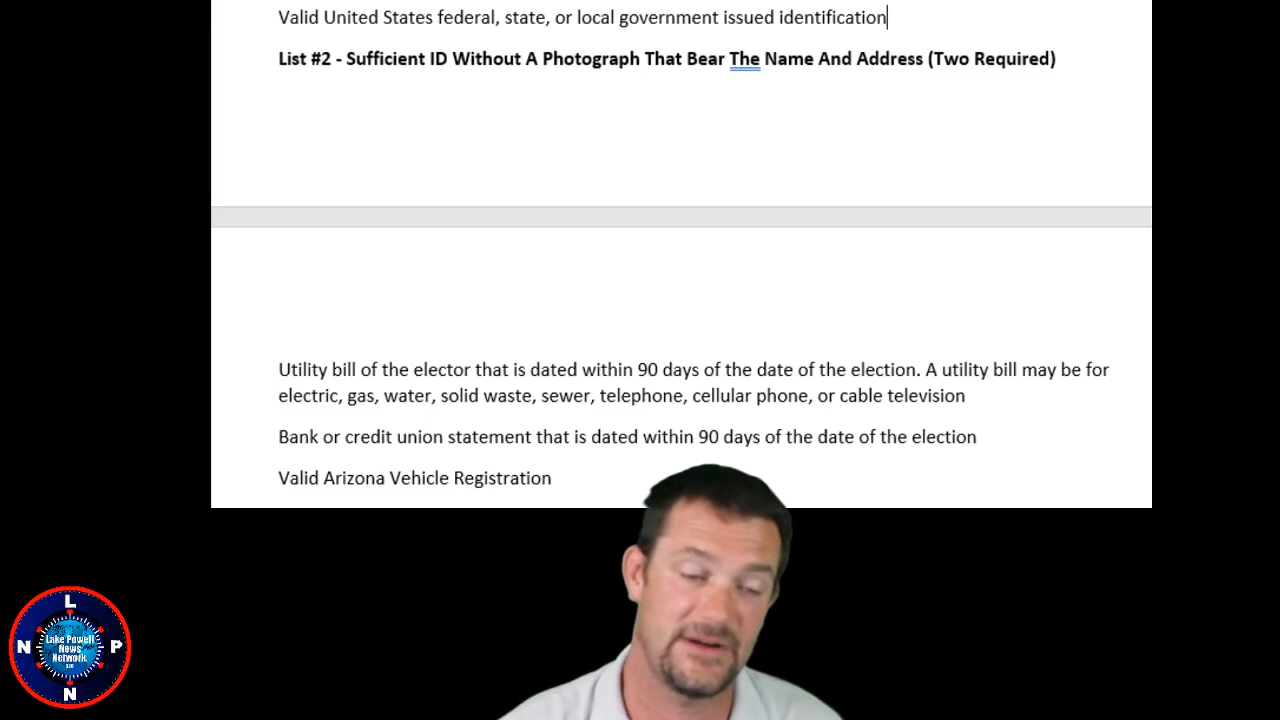 Valid United States federal, state, or local government issued identification
List #2 - Sufficient ID Without A Photograph That Bear The Name And Address (Two Required)
Utility bill of the elector that is dated within 90 days of the date of the election. A utility bill may be for
electric, gas, water, solid waste, sewer, telephone, cellular phone, or cable television
Bank or credit union statement that is dated within 90 days of the date of the election
Valid Arizona Vehicle Registration
L
N
P
Lake Powell
News
Network
N